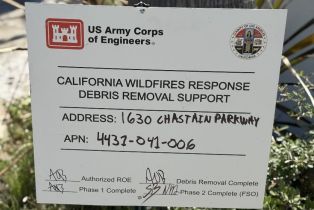 US Army Corps
of Engineers®
CALIFORNIA WILDFIRES RESPONSE
DEBRIS REMOVAL SUPPORT
ADDRESS: 1630 CHASTAIN PARKWAY
APN: 4437-041-006
Authorized ROE Debris Removal Complete
Phase 1 Complete Phase 2 Complete (FSO)